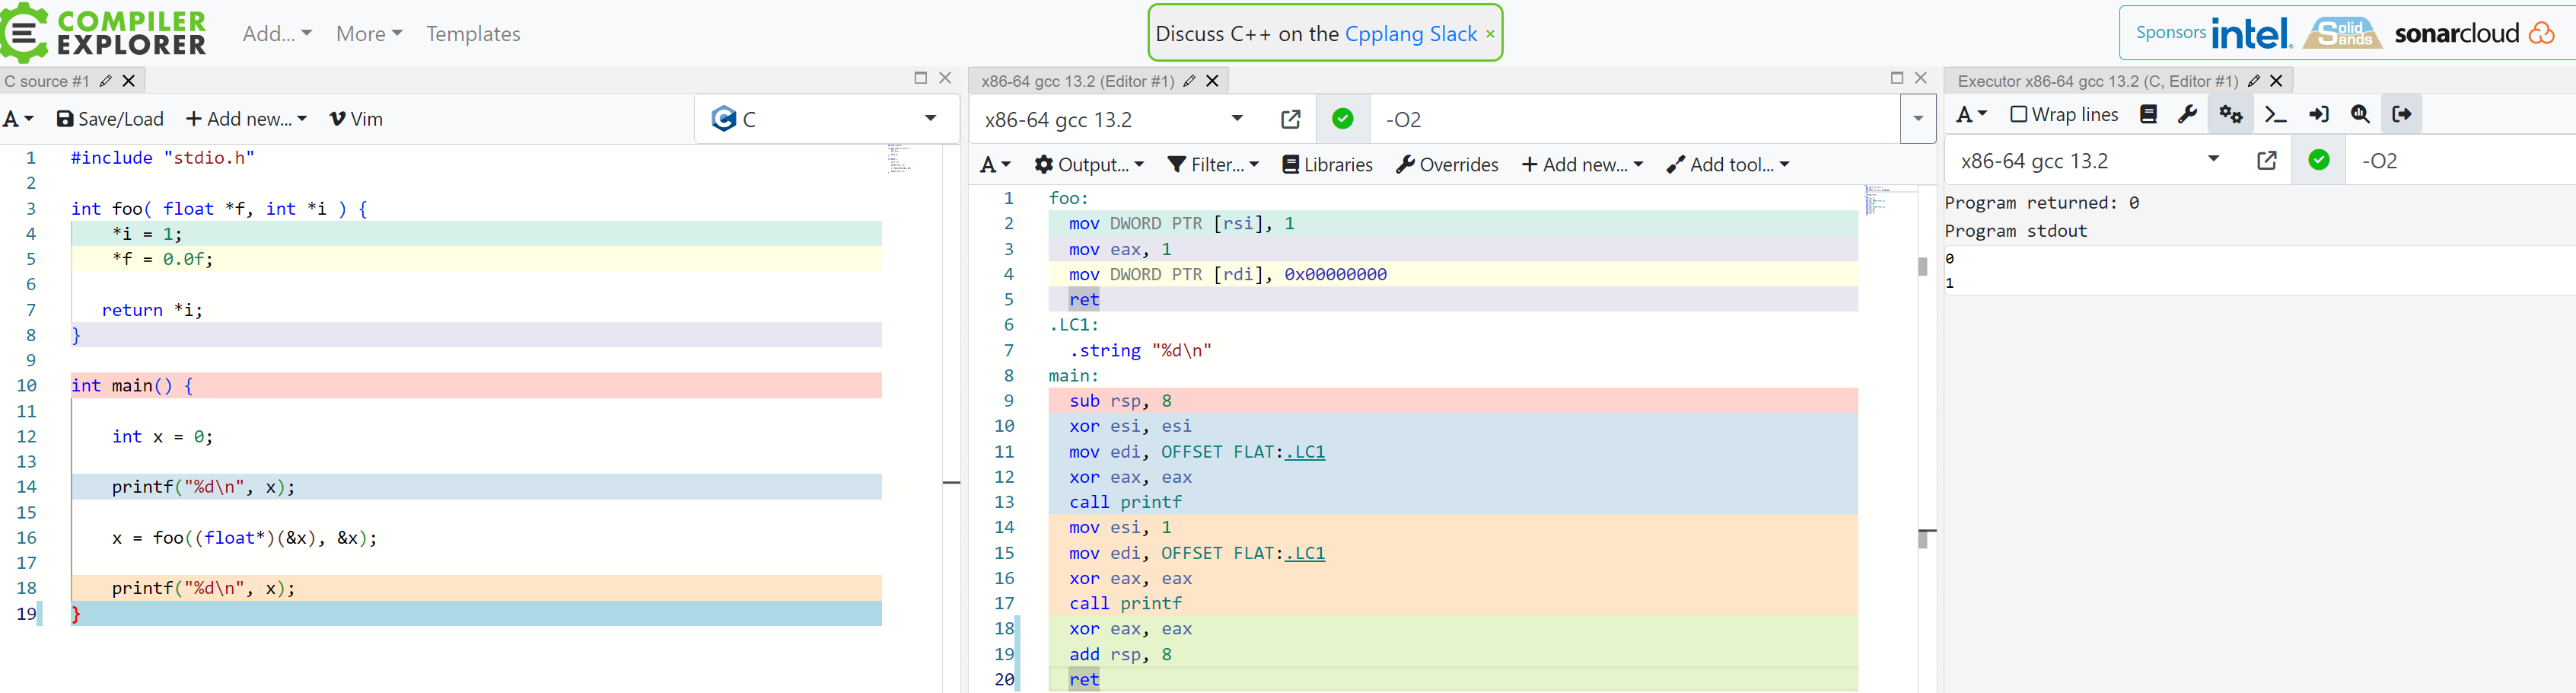 COMPILER
EXPLORER
Add...
More
Templates
Discuss C++ on the Cpplang Slack ×
Sponsors intel. Solid Sands sonarcloud
C source #1
A
Save/Load
+ Add new...
Vim
C
1 #include "stdio.h"
2
3 int foo( float *f, int *i ) {
4     *i = 1;
5     *f = 0.0f;
6
7    return *i;
8 }
9
10 int main() {
11
12     int x = 0;
13
14     printf("%d\n", x);
15
16     x = foo((float*)(&x), &x);
17
18     printf("%d\n", x);
19 }
x86-64 gcc 13.2 (Editor #1)
x86-64 gcc 13.2
-O2
A
Output...
Filter...
Libraries
Overrides
+ Add new...
Add tool...
1 foo:
2   mov DWORD PTR [rsi], 1
3   mov eax, 1
4   mov DWORD PTR [rdi], 0x00000000
5   ret
6 .LC1:
7   .string "%d\n"
8 main:
9   sub rsp, 8
10   xor esi, esi
11   mov edi, OFFSET FLAT:.LC1
12   xor eax, eax
13   call printf
14   mov esi, 1
15   mov edi, OFFSET FLAT:.LC1
16   xor eax, eax
17   call printf
18   xor eax, eax
19   add rsp, 8
20   ret
Executor x86-64 gcc 13.2 (C, Editor #1)
A
Wrap lines
x86-64 gcc 13.2
-O2
Program returned: 0
Program stdout
0
1